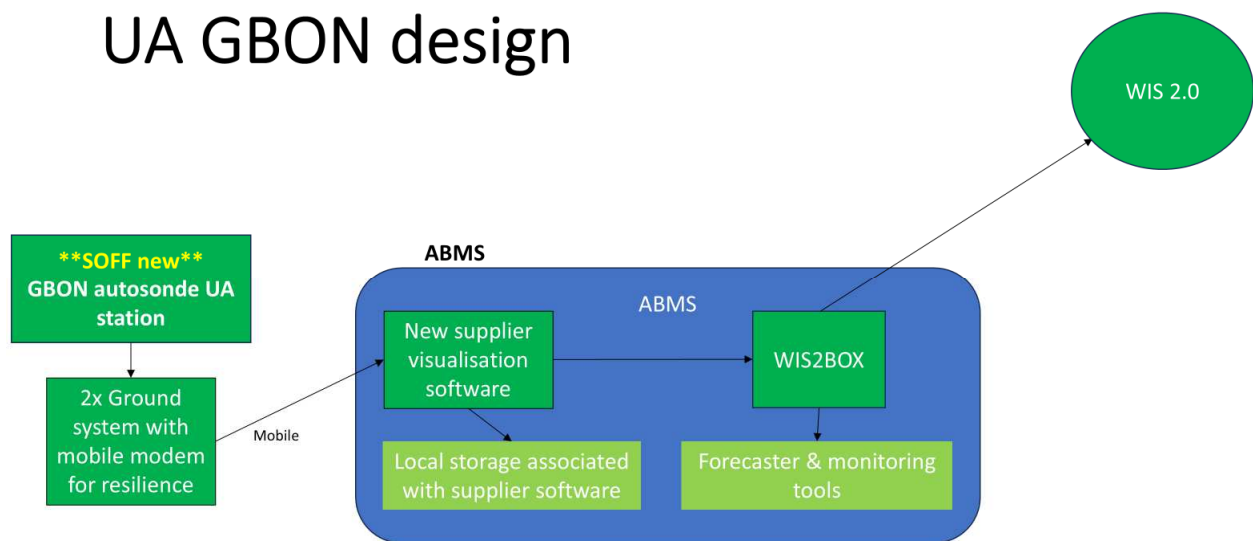 UA GBON design
WIS 2.0
**SOFF new**
GBON autosonde UA
station
2x Ground
system with
mobile modem
for resilience
Mobile
ABMS
ABMS
New supplier
visualisation
software
WIS2BOX
Local storage associated
with supplier software
Forecaster & monitoring
tools